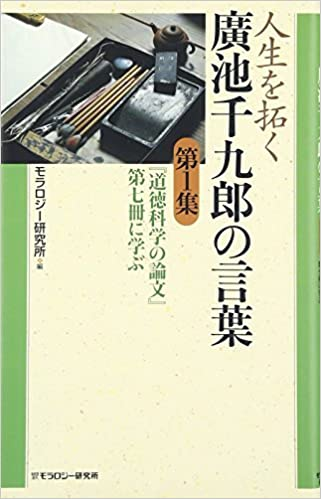 人生を拓く
廣池千九郎の言葉
第1集
『道徳科学の論文』
第七冊に学ぶ
モラロジー研究所・編
モラロジー研究所